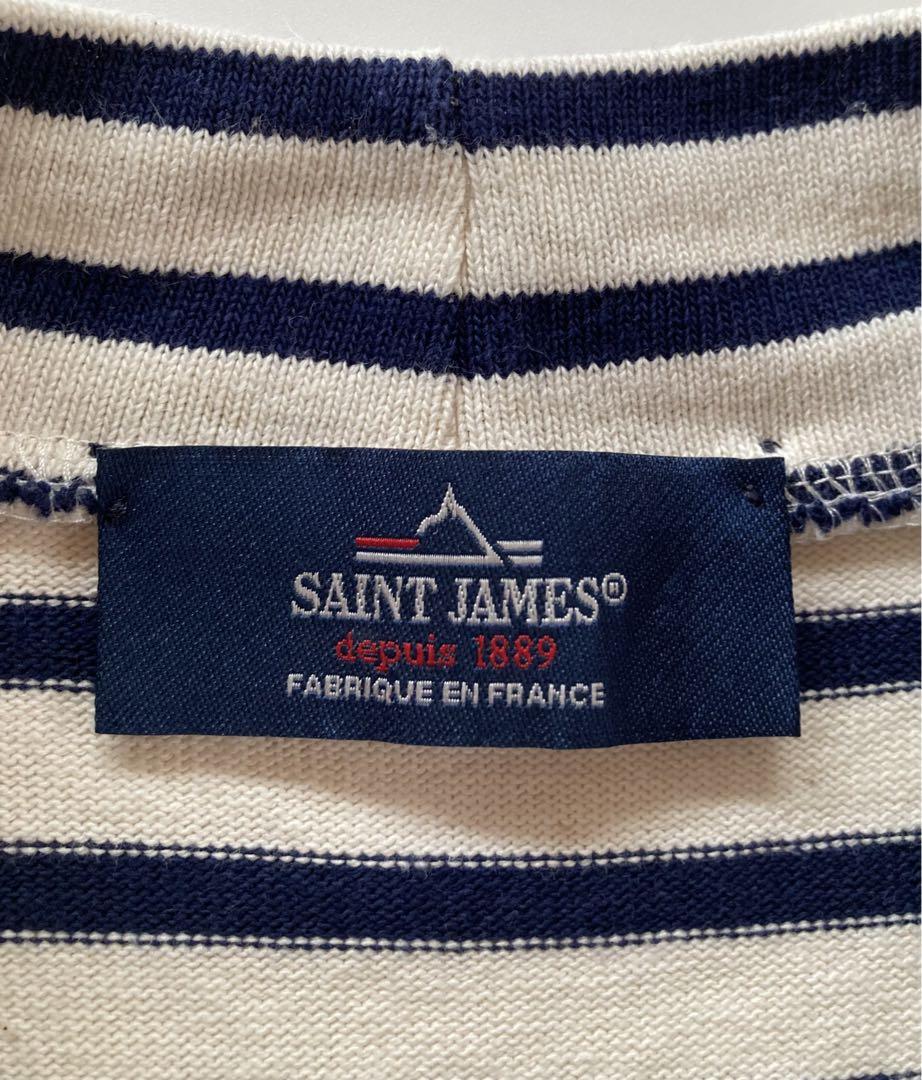 SAINT JAMES®
depuis 1889
FABRIQUE EN FRANCE